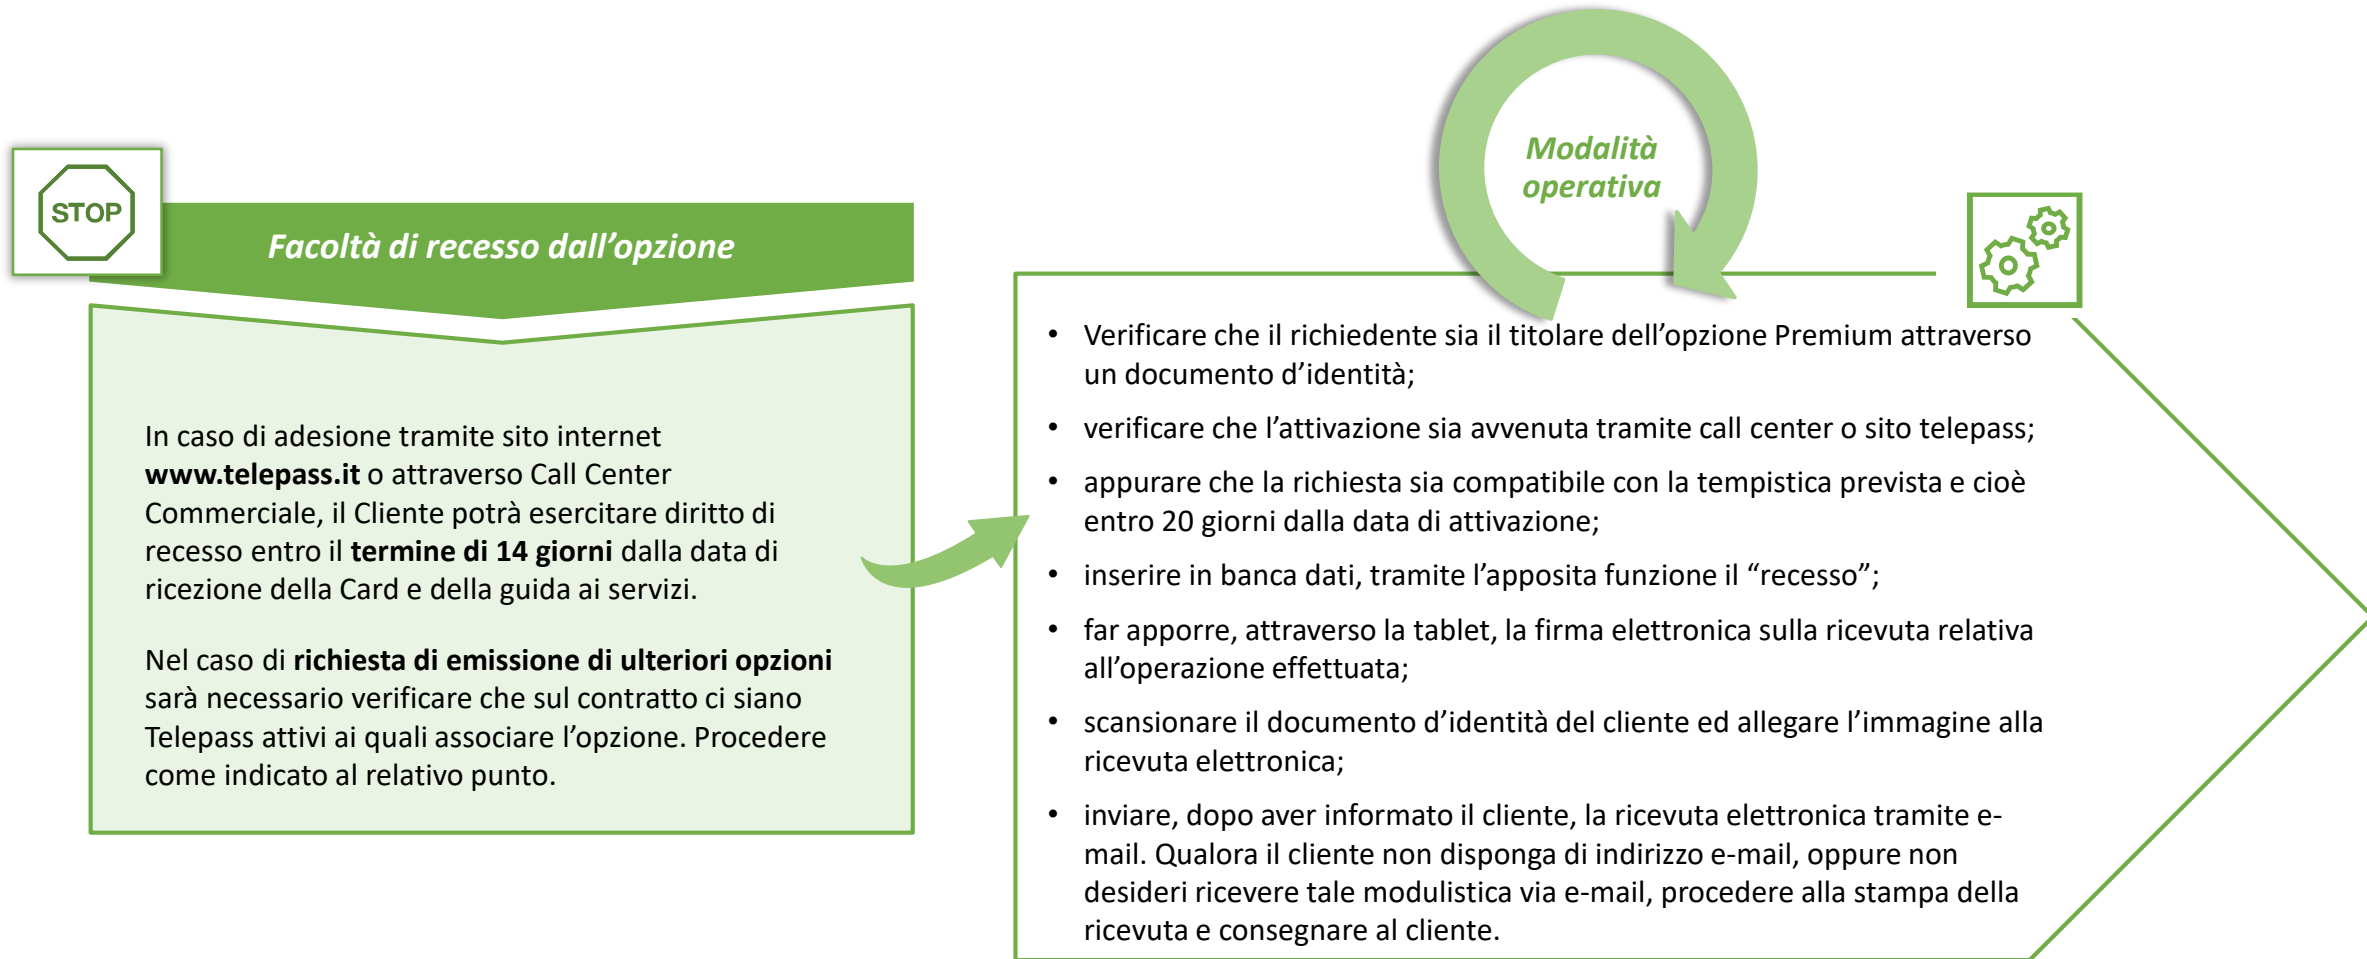 STOP
Facoltà di recesso dall’opzione
In caso di adesione tramite sito internet
www.telepass.it o attraverso Call Center
Commerciale, il Cliente potrà esercitare diritto di
recesso entro il termine di 14 giorni dalla data di
ricezione della Card e della guida ai servizi.
Nel caso di richiesta di emissione di ulteriori opzioni
sarà necessario verificare che sul contratto ci siano
Telepass attivi ai quali associare l’opzione. Procedere
come indicato al relativo punto.
Modalità
operativa
• Verificare che il richiedente sia il titolare dell’opzione Premium attraverso
un documento d’identità;
• verificare che l’attivazione sia avvenuta tramite call center o sito telepass;
• appurare che la richiesta sia compatibile con la tempistica prevista e cioè
entro 20 giorni dalla data di attivazione;
• inserire in banca dati, tramite l’apposita funzione il “recesso”;
• far apporre, attraverso la tablet, la firma elettronica sulla ricevuta relativa
all’operazione effettuata;
• scansionare il documento d’identità del cliente ed allegare l’immagine alla
ricevuta elettronica;
• inviare, dopo aver informato il cliente, la ricevuta elettronica tramite e-
mail. Qualora il cliente non disponga di indirizzo e-mail, oppure non
desideri ricevere tale modulistica via e-mail, procedere alla stampa della
ricevuta e consegnare al cliente.